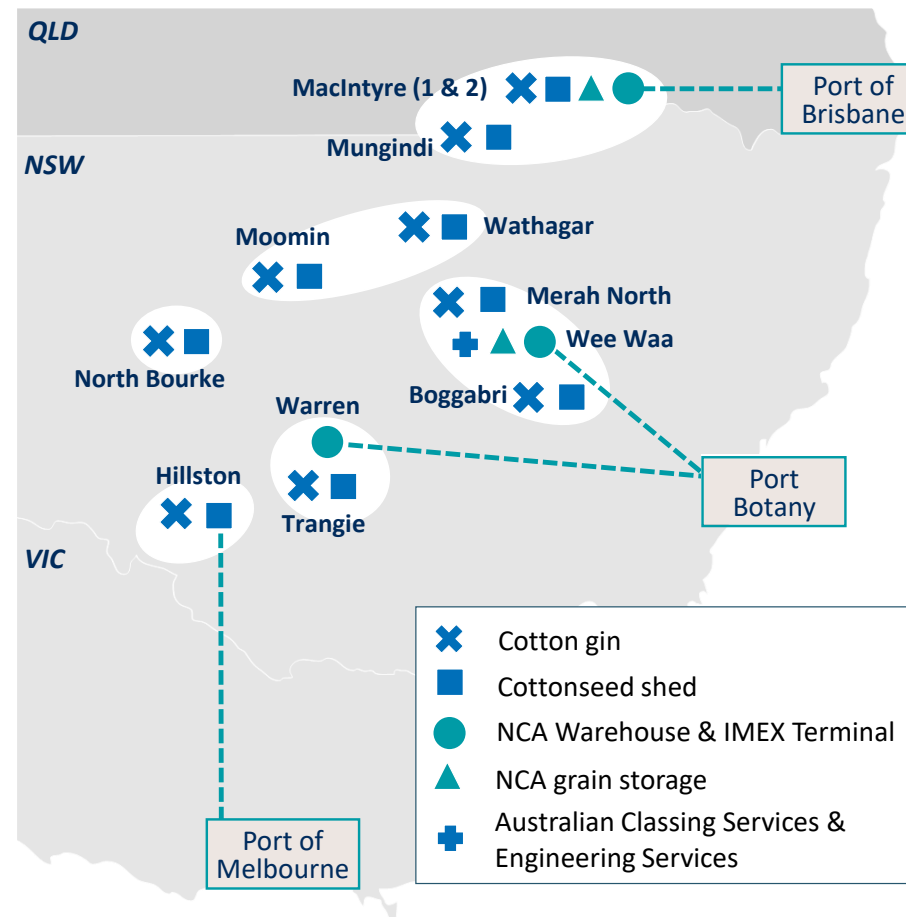 QLD
MacIntyre (1 & 2)
Port of
Brisbane
Mungindi
NSW
Moomin
Wathagar
Merah North
Wee Waa
North Bourke
Boggabri
Warren
Hillston
Port
Botany
Trangie
VIC
Cotton gin
Cottonseed shed
NCA Warehouse & IMEX Terminal
NCA grain storage
Australian Classing Services &
Engineering Services
Port of
Melbourne